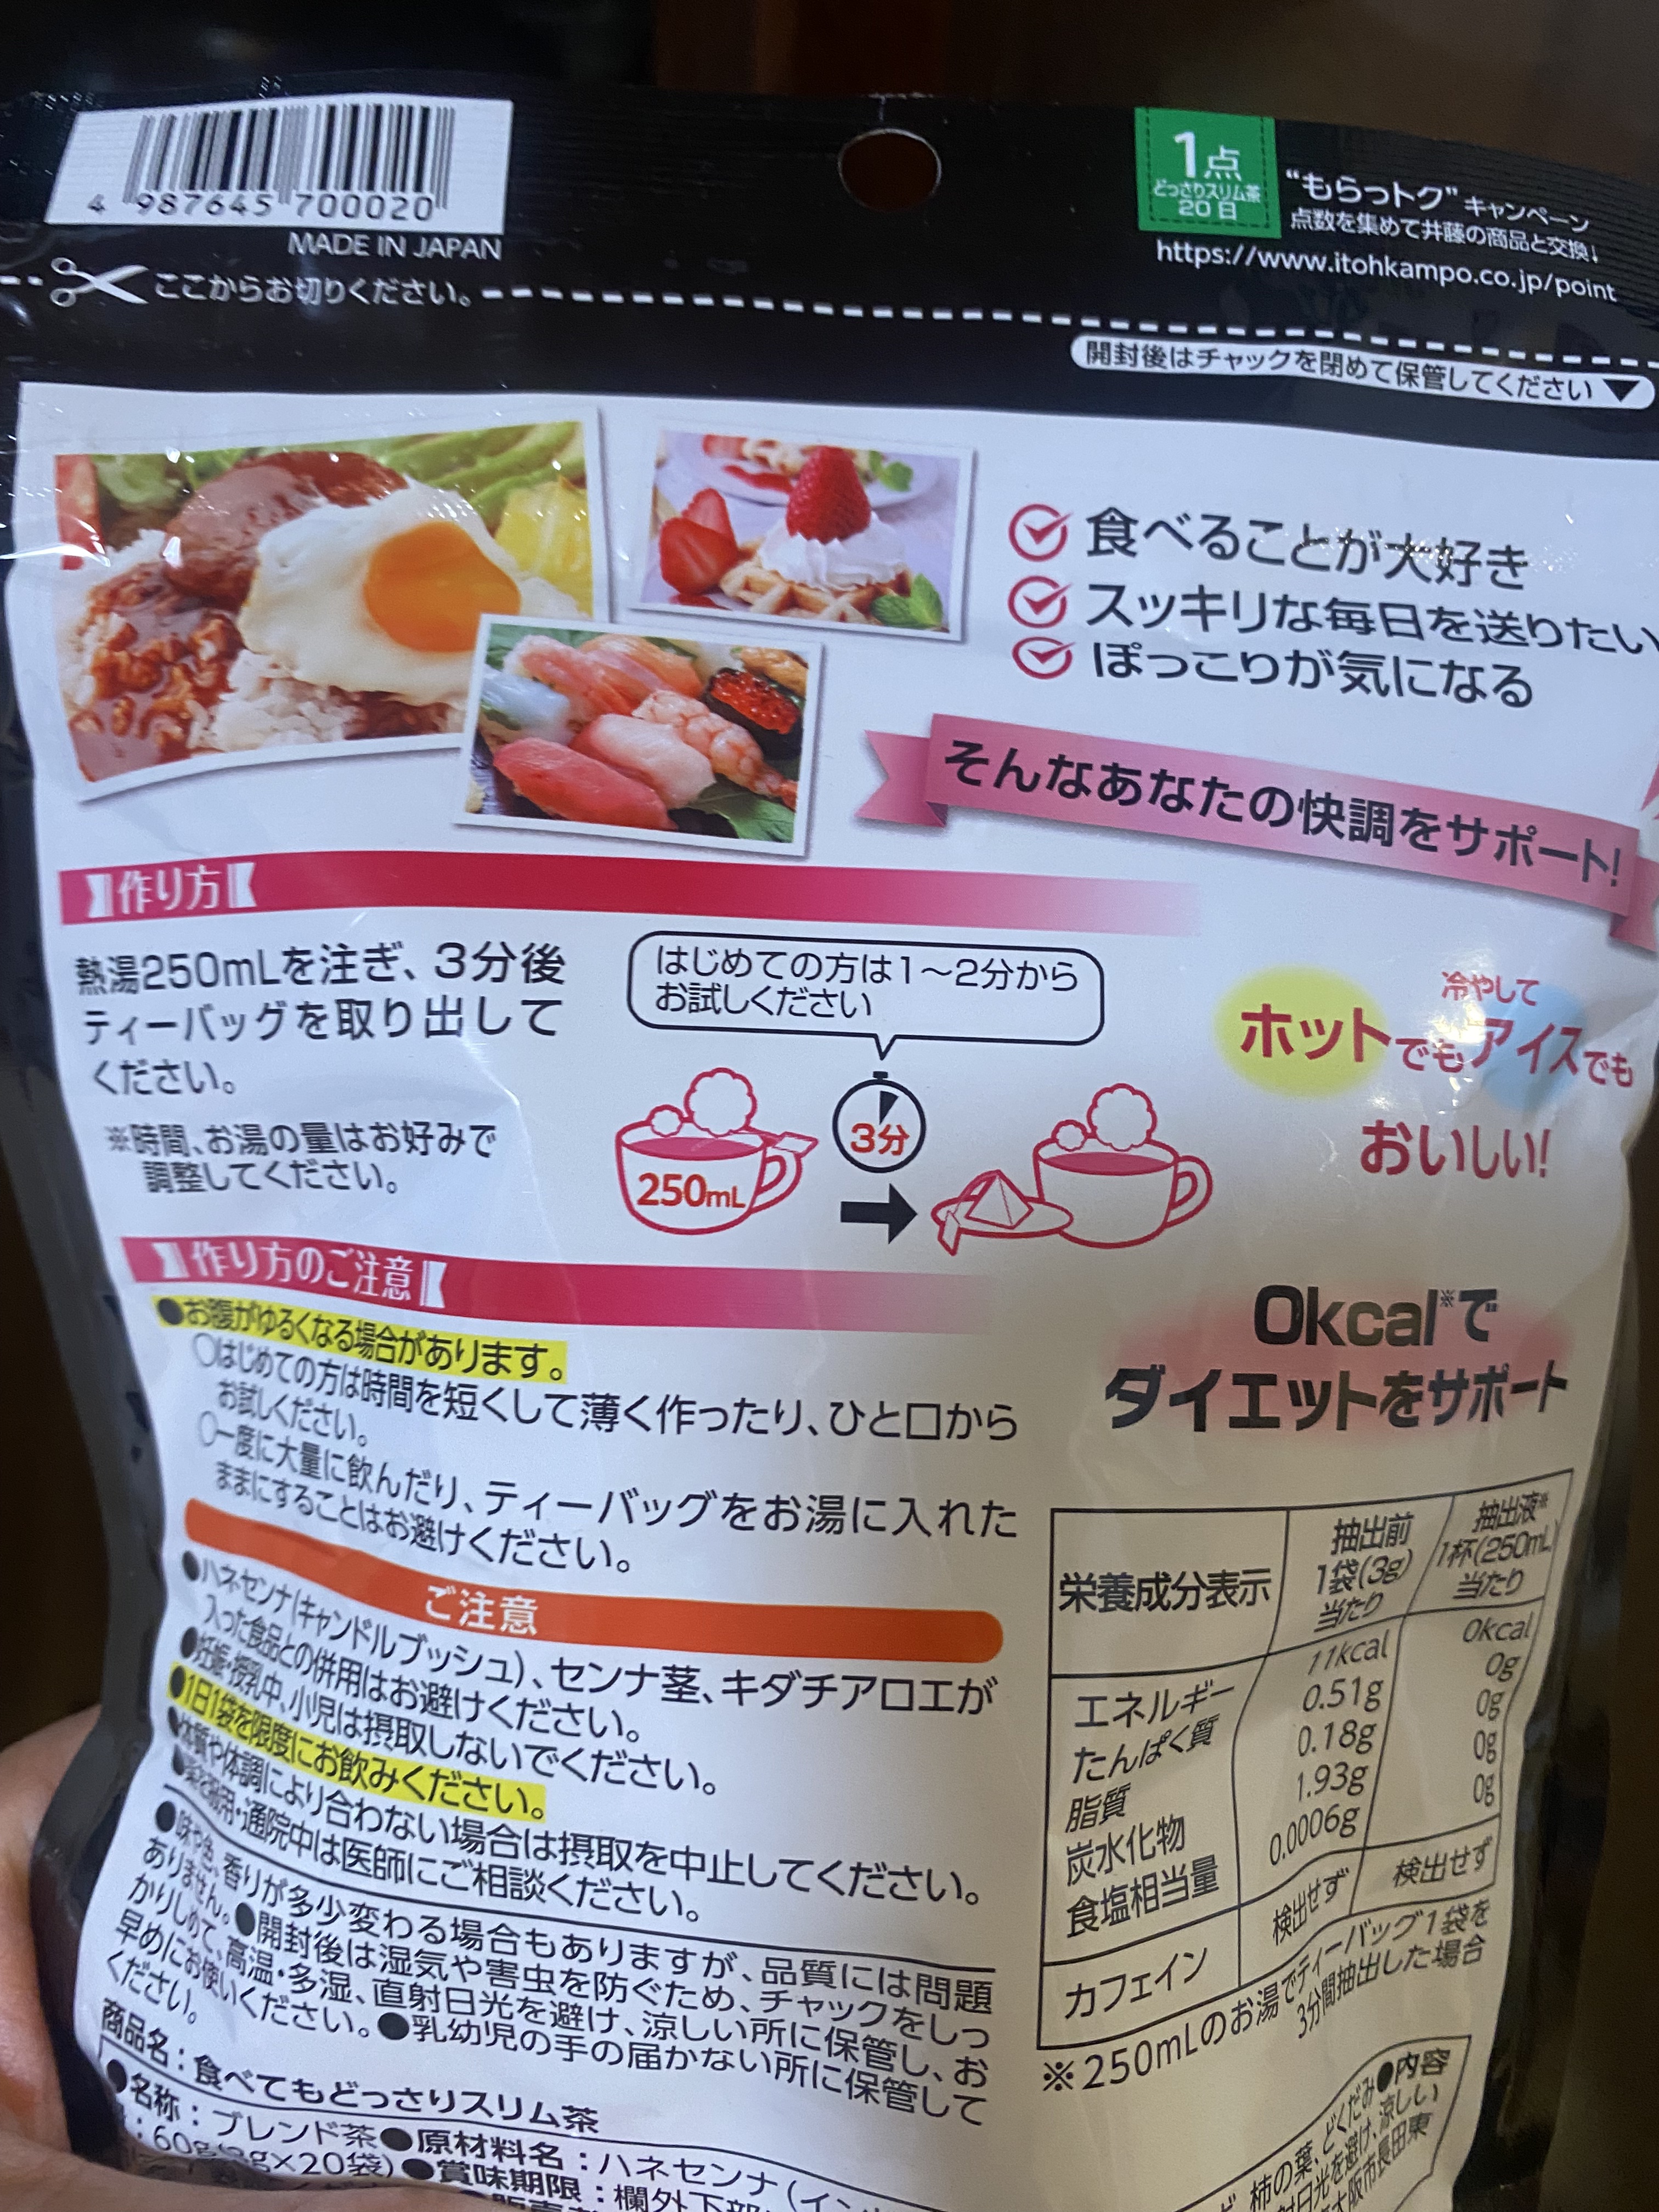 4 987645 700020
MADE IN JAPAN
ここからお切りください。
1点
どっさりスリム茶
20日
“もらっトク”キャンペーン
点数を集めて井藤の商品と交換!
https://www.itohkampo.co.jp/point
開封後はチャックを閉めて保管してください▼
食べることが大好き
スッキリな毎日を送りたい
ぽっこりが気になる
そんなあなたの快調をサポート!
作り方
熱湯250mLを注ぎ、3分後
ティーバッグを取り出して
ください。
※時間、お湯の量はお好みで
調整してください。
はじめての方は1〜2分から
お試しください
250mL
3分
冷やして
ホットでもアイスでも
おいしい!
作り方のご注意
●お腹がゆるくなる場合があります。
○はじめての方は時間を短くして薄く作ったり、ひと口から
お試しください。
○一度に大量に飲んだり、ティーバッグをお湯に入れた
ままにすることはお避けください。
ご注意
●ハネセンナ(キャンドルブッシュ)、センナ茎、キダチアロエが
入った食品との併用はお避けください。
●妊娠・授乳中、小児は摂取しないでください。
●1日1袋を限度にお飲みください。
●体質や体調により合わない場合は摂取を中止してください。
●薬を服用・通院中は医師にご相談ください。
●味や色、香りが多少変わる場合もありますが、品質には問題
ありません。●開封後は湿気や害虫を防ぐため、チャックをしっ
かりしめて、高温・多湿、直射日光を避け、涼しい所に保管し、お
早めにお使いください。●乳幼児の手の届かない所に保管して
ください。
商品名：食べてもどっさりスリム茶
●名称：ブレンド茶●原材料名：ハネセンナ(イン
：60g(3g×20袋)●賞味期限：欄外下部
0kcal※で
ダイエットをサポート
栄養成分表示 抽出前 1袋(3g) 当たり 抽出液※ 1杯(250mL) 当たり
エネルギー 11kcal 0kcal
たんぱく質 0.51g 0g
脂質 0.18g 0g
炭水化物 1.93g 0g
食塩相当量 0.0006g 0g
カフェイン 検出せず 検出せず
※250mLのお湯でティーバッグ1袋を
3分間抽出した場合
柿の葉、どくだみ●内容
日光を避け、涼しい
大阪市長田東